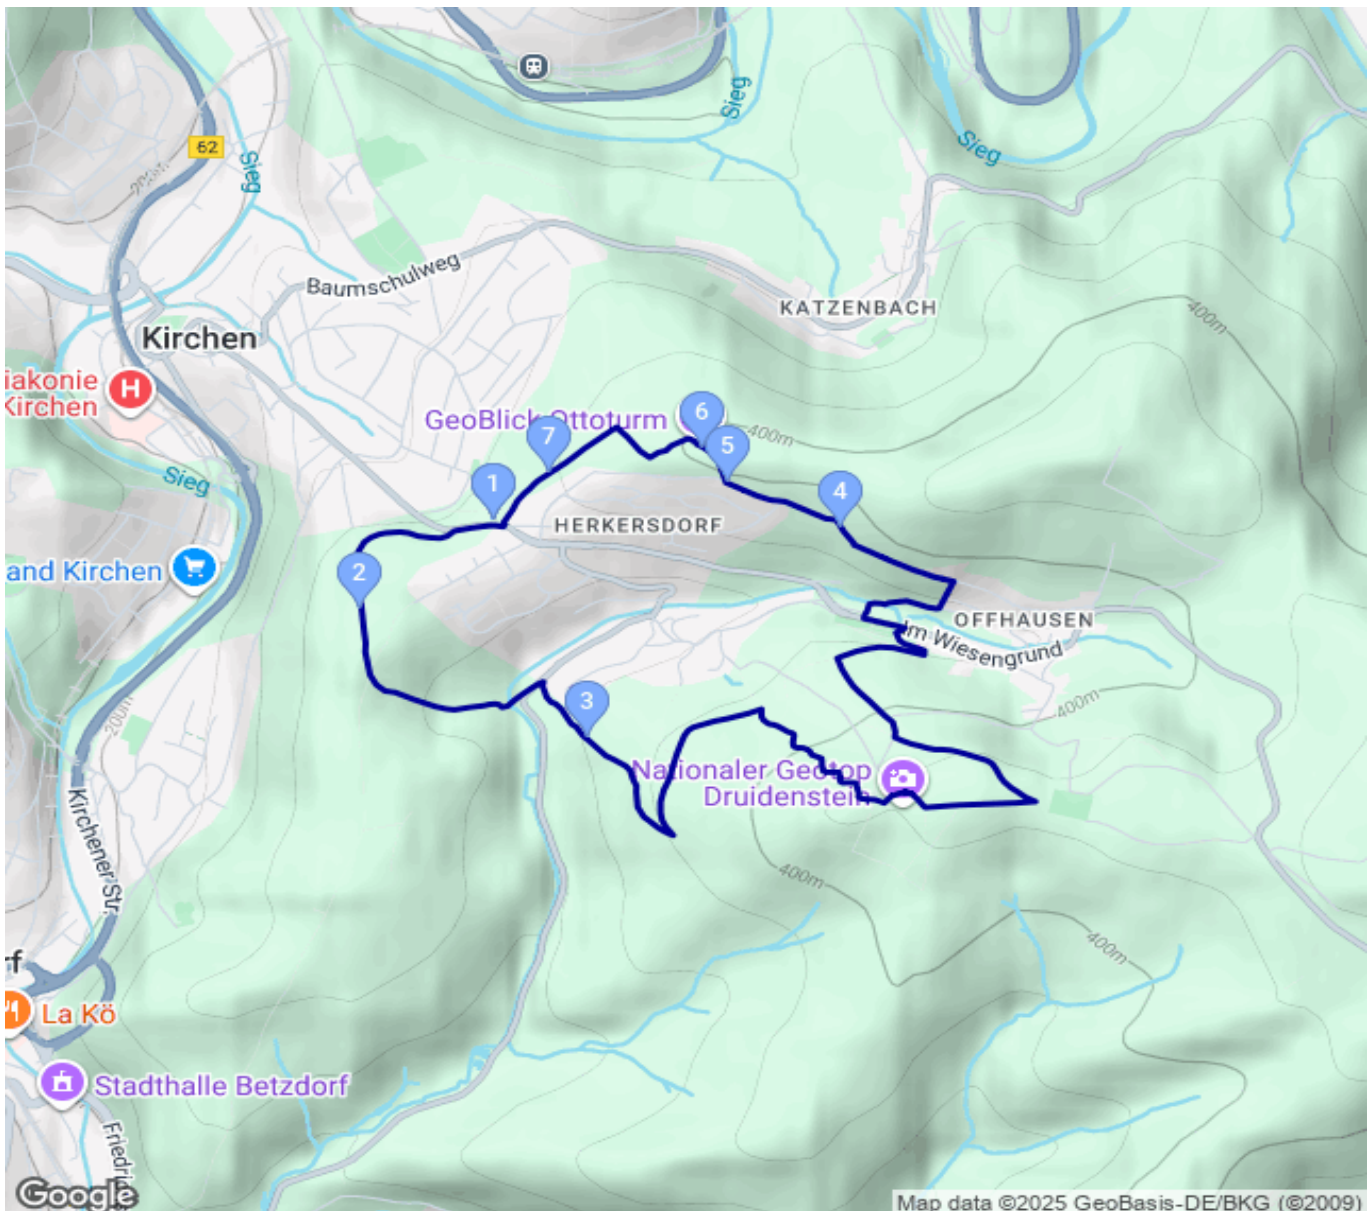 Sieg
62
200m
Sieg
Sieg
Baumschulweg
KATZENBACH
400m
Kirchen
iakonie
Kirchen
H
GeoBlick Ottoturm
6
400m
7
5
Sieg
1
4
HERKERSDORF
and Kirchen
2
OFFHAUSEN
Im Wiesengrund
200m
3
400m
Nationaler Geotop
Druidenstein
Kirchener Str.
400m
400m
rf
La Kö
Stadthalle Betzdorf
Google
Map data ©2025 GeoBasis-DE/BKG (©2009)